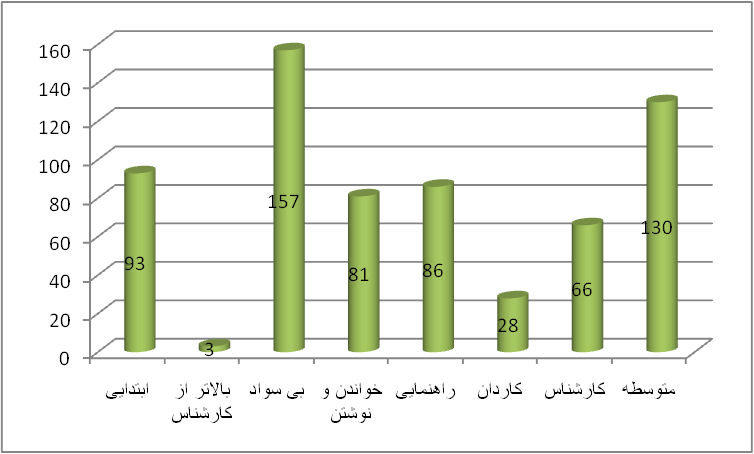 160
140
120
100
80
60
40
20
0
93
3
157
81
86
28
66
130
ابتدایی
بالاتر از
کارشناس
بی سواد
خواندن و
نوشتن
راهنمایی
کاردان
کارشناس
متوسطه